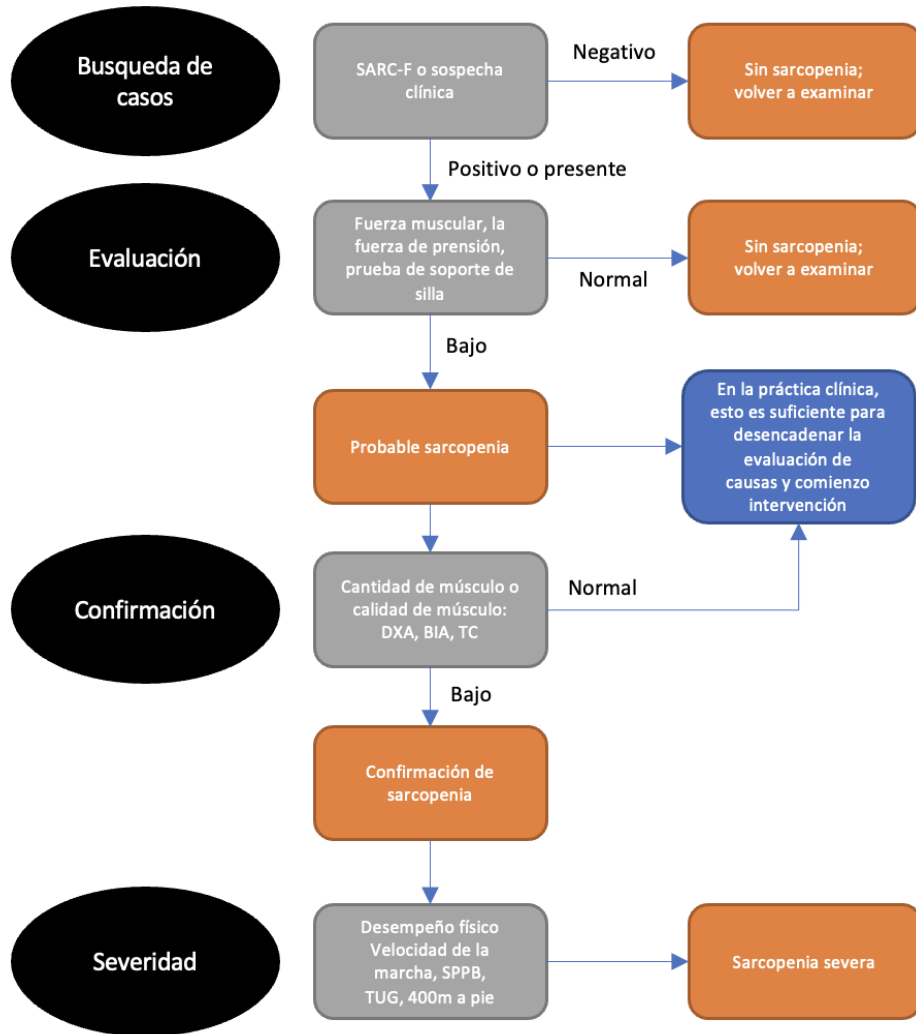 Busqueda de
casos
SARC-F o sospecha
clínica
Negativo
Sin sarcopenia;
volver a examinar
Positivo o presente
Evaluación
Fuerza muscular, la
fuerza de prensión,
prueba de soporte de
silla
Normal
Sin sarcopenia;
volver a examinar
Bajo
Probable sarcopenia
En la práctica clínica,
esto es suficiente para
desencadenar la
evaluación de
causas y comienzo
intervención
Confirmación
Cantidad de músculo o
calidad de músculo:
DXA, BIA, TC
Normal
Bajo
Confirmación de
sarcopenia
Severidad
Desempeño físico
Velocidad de la
marcha, SPPB,
TUG, 400m a pie
Sarcopenia severa